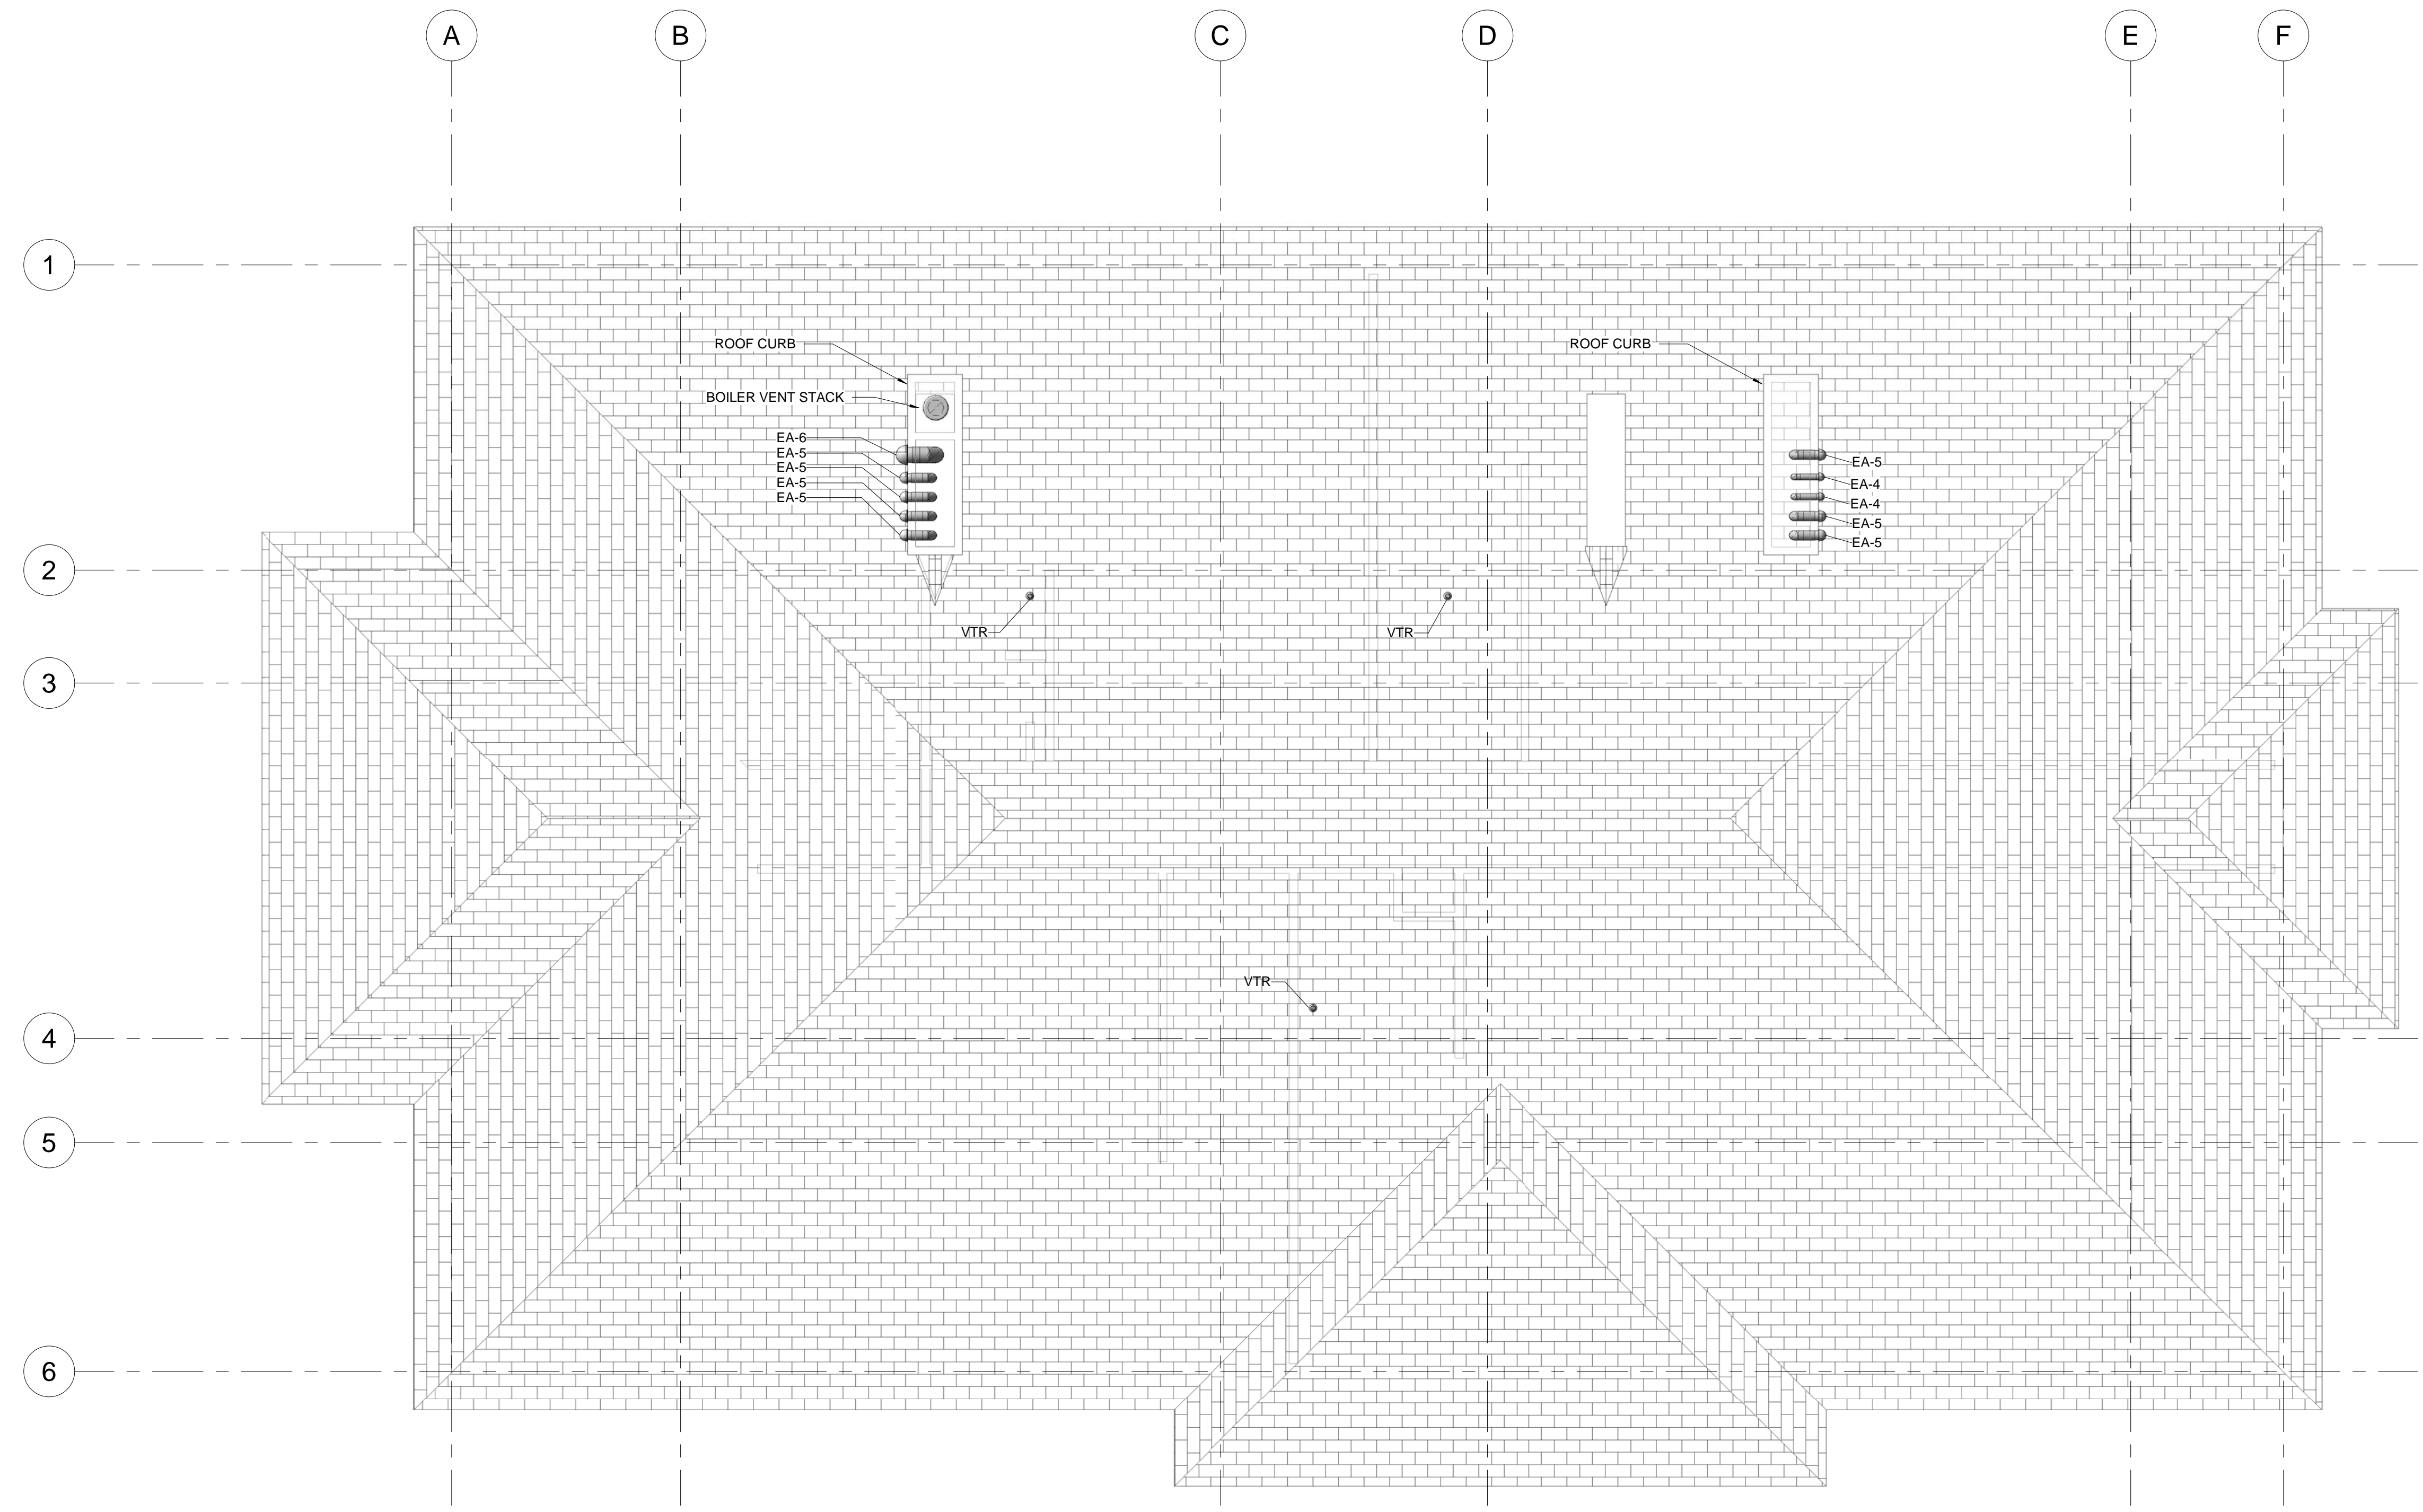 A B C D E F
1
ROOF CURB ROOF CURB
BOILER VENT STACK
EA-6
EA-5
EA-5
EA-5
EA-5
EA-5
EA-4
EA-4
EA-5
EA-5
2
VTR VTR
3
VTR
4
5
6